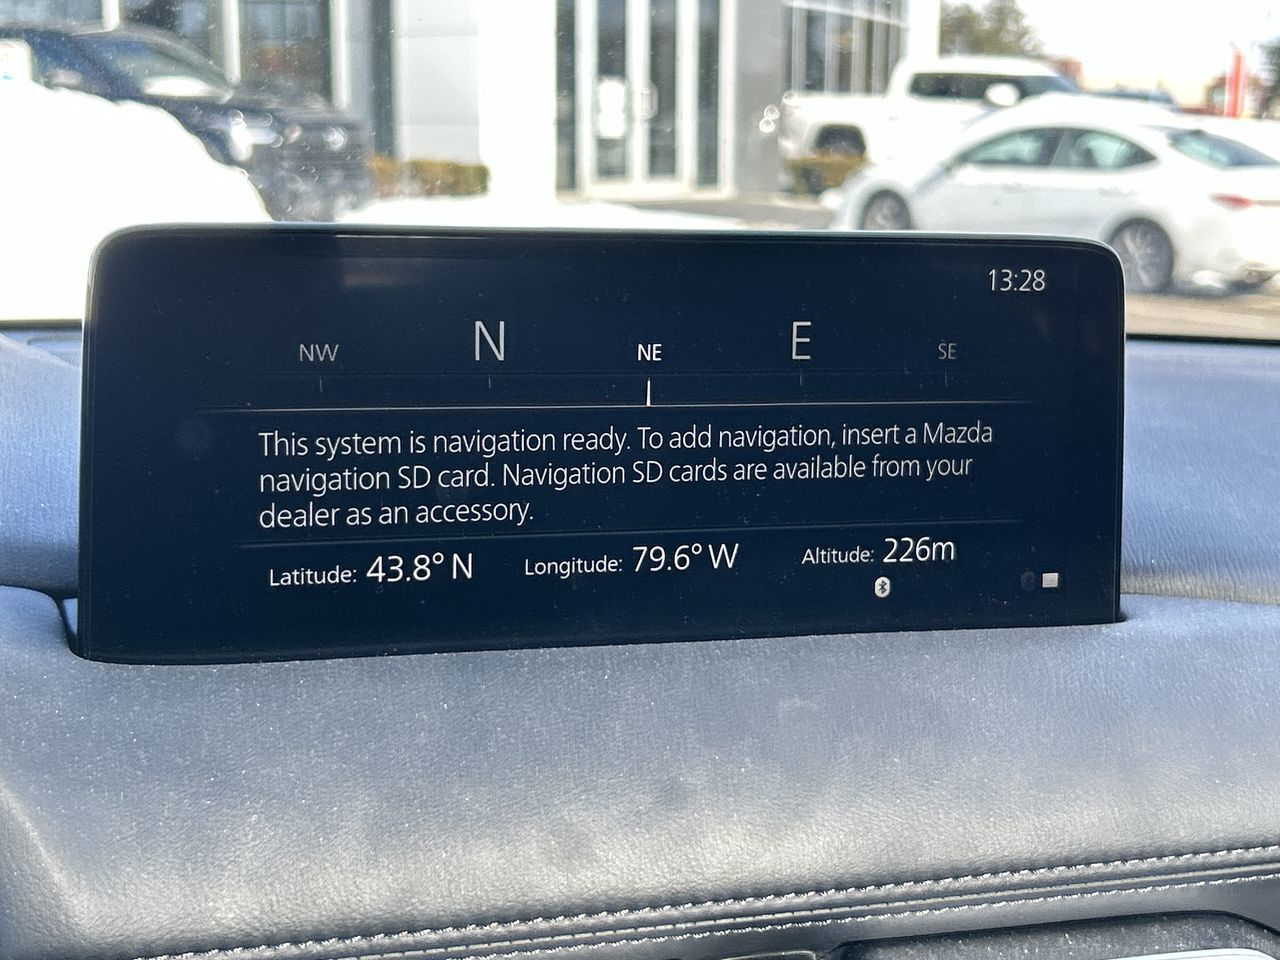 13:28
NW N NE E SE
This system is navigation ready. To add navigation, insert a Mazda
navigation SD card. Navigation SD cards are available from your
dealer as an accessory.
Latitude: 43.8° N Longitude: 79.6° W Altitude: 226m